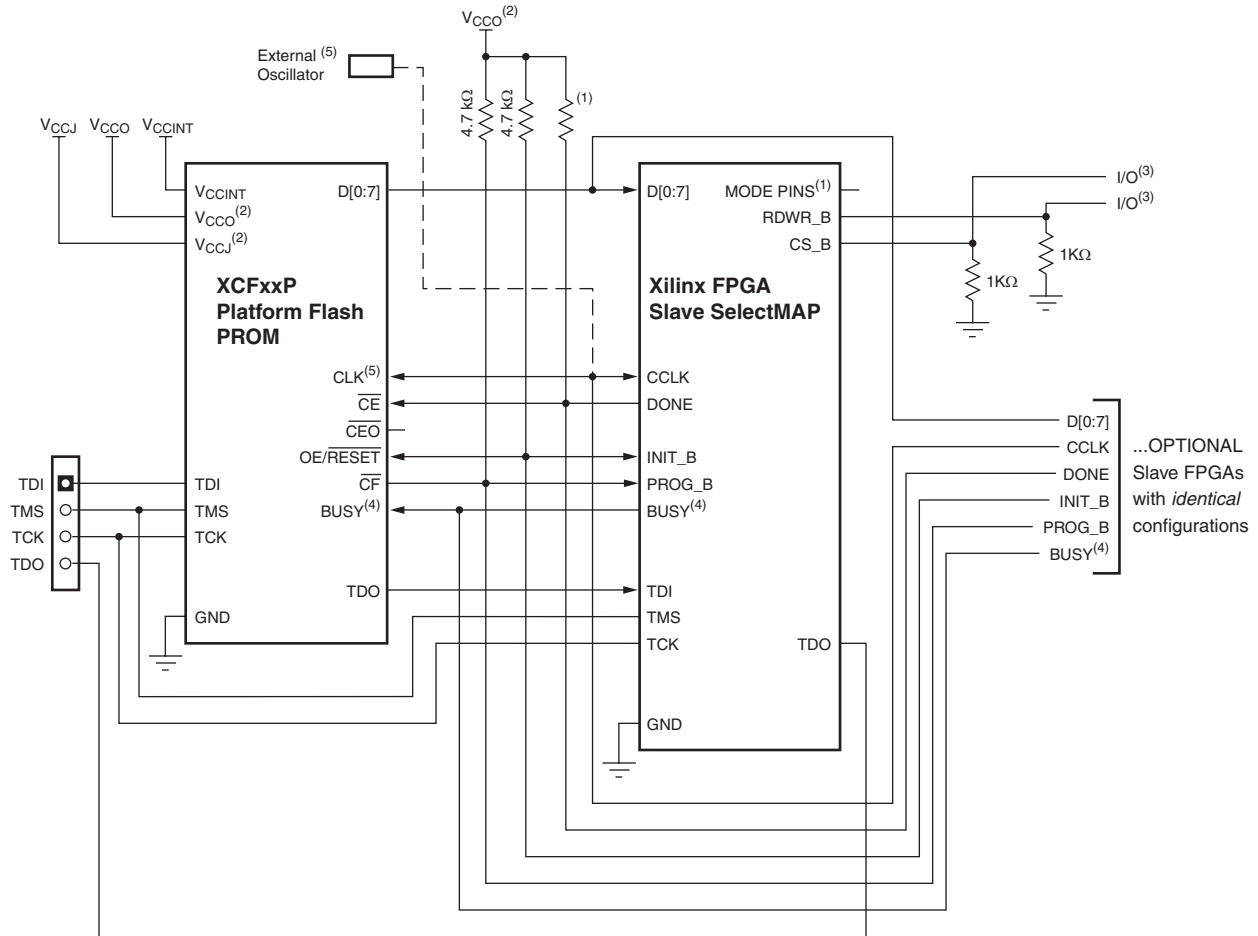 V_CCO^(2)
External ^(5)
Oscillator
4.7 kΩ
4.7 kΩ
(1)
V_CCJ V_CCO V_CCINT
V_CCINT
V_CCO^(2)
V_CCJ^(2)
D[0:7]
XCFxxP
Platform Flash
PROM
CLK^(5)
C̅E̅
C̅E̅O̅
OE/R̅E̅S̅E̅T̅
C̅F̅
BUSY^(4)
TDI
TMS
TCK
TDO
GND
TDI
TMS
TCK
TDO
D[0:7]
MODE PINS^(1)
RDWR_B
CS_B
Xilinx FPGA
Slave SelectMAP
CCLK
DONE
INIT_B
PROG_B
BUSY^(4)
TDI
TMS
TCK
TDO
GND
I/O^(3)
I/O^(3)
1KΩ
1KΩ
D[0:7]
CCLK
DONE
INIT_B
PROG_B
BUSY^(4)
...OPTIONAL
Slave FPGAs
with identical
configurations